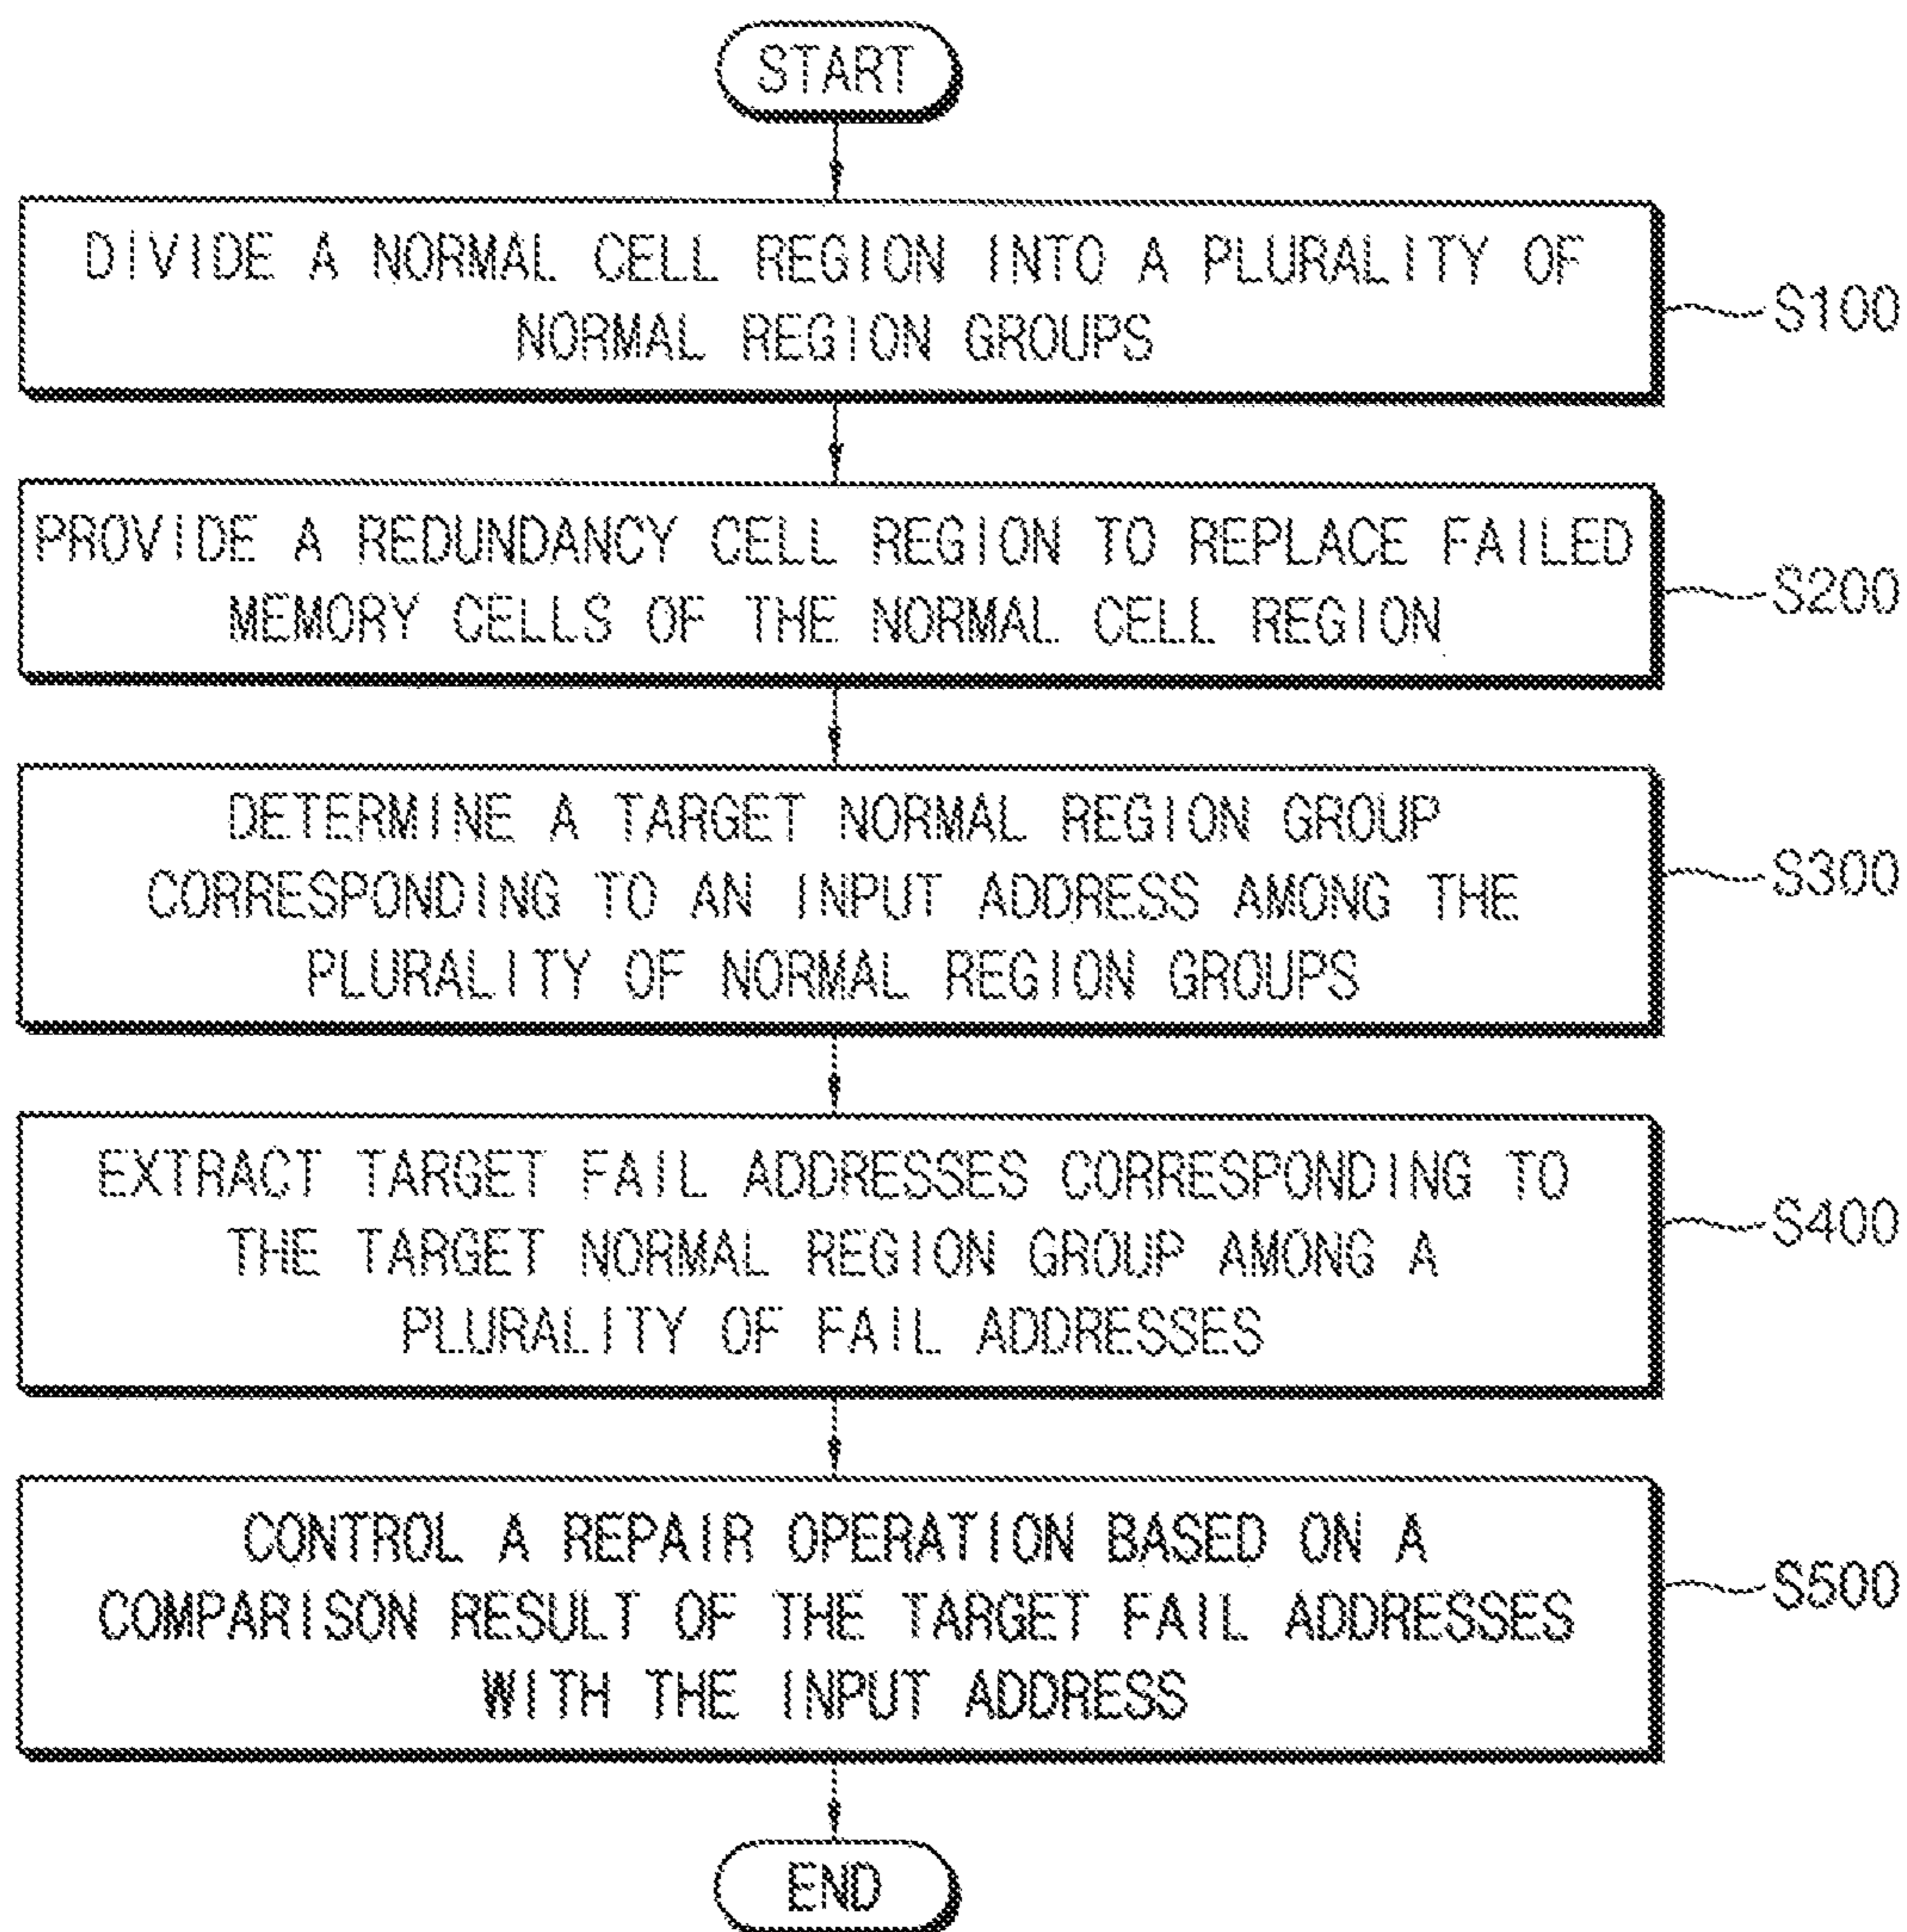 START
DIVIDE A NORMAL CELL REGION INTO A PLURALITY OF
NORMAL REGION GROUPS
S100
PROVIDE A REDUNDANCY CELL REGION TO REPLACE FAILED
MEMORY CELLS OF THE NORMAL CELL REGION
S200
DETERMINE A TARGET NORMAL REGION GROUP
CORRESPONDING TO AN INPUT ADDRESS AMONG THE
PLURALITY OF NORMAL REGION GROUPS
S300
EXTRACT TARGET FAIL ADDRESSES CORRESPONDING TO
THE TARGET NORMAL REGION GROUP AMONG A
PLURALITY OF FAIL ADDRESSES
S400
CONTROL A REPAIR OPERATION BASED ON A
COMPARISON RESULT OF THE TARGET FAIL ADDRESSES
WITH THE INPUT ADDRESS
S500
END